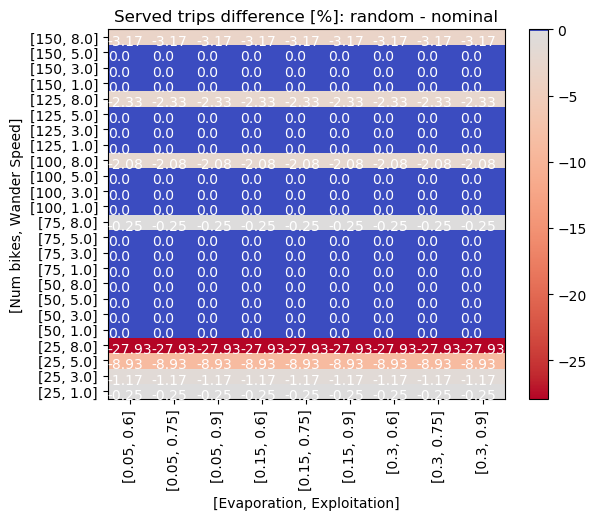 Served trips difference [%]: random - nominal
[150, 8.0] -3.17 -3.17 -3.17 -3.17 -3.17 -3.17 -3.17 -3.17 -3.17
[150, 5.0] 0.0 0.0 0.0 0.0 0.0 0.0 0.0 0.0 0.0
[150, 3.0] 0.0 0.0 0.0 0.0 0.0 0.0 0.0 0.0 0.0
[150, 1.0] 0.0 0.0 0.0 0.0 0.0 0.0 0.0 0.0 0.0
[125, 8.0] -2.33 -2.33 -2.33 -2.33 -2.33 -2.33 -2.33 -2.33 -2.33
[125, 5.0] 0.0 0.0 0.0 0.0 0.0 0.0 0.0 0.0 0.0
[125, 3.0] 0.0 0.0 0.0 0.0 0.0 0.0 0.0 0.0 0.0
[125, 1.0] 0.0 0.0 0.0 0.0 0.0 0.0 0.0 0.0 0.0
[100, 8.0] -2.08 -2.08 -2.08 -2.08 -2.08 -2.08 -2.08 -2.08 -2.08
[100, 5.0] 0.0 0.0 0.0 0.0 0.0 0.0 0.0 0.0 0.0
[100, 3.0] 0.0 0.0 0.0 0.0 0.0 0.0 0.0 0.0 0.0
[100, 1.0] 0.0 0.0 0.0 0.0 0.0 0.0 0.0 0.0 0.0
[75, 8.0] -0.25 -0.25 -0.25 -0.25 -0.25 -0.25 -0.25 -0.25 -0.25
[75, 5.0] 0.0 0.0 0.0 0.0 0.0 0.0 0.0 0.0 0.0
[75, 3.0] 0.0 0.0 0.0 0.0 0.0 0.0 0.0 0.0 0.0
[75, 1.0] 0.0 0.0 0.0 0.0 0.0 0.0 0.0 0.0 0.0
[50, 8.0] 0.0 0.0 0.0 0.0 0.0 0.0 0.0 0.0 0.0
[50, 5.0] 0.0 0.0 0.0 0.0 0.0 0.0 0.0 0.0 0.0
[50, 3.0] 0.0 0.0 0.0 0.0 0.0 0.0 0.0 0.0 0.0
[50, 1.0] 0.0 0.0 0.0 0.0 0.0 0.0 0.0 0.0 0.0
[25, 8.0] -27.93 -27.93 -27.93 -27.93 -27.93 -27.93 -27.93 -27.93 -27.93
[25, 5.0] -8.93 -8.93 -8.93 -8.93 -8.93 -8.93 -8.93 -8.93 -8.93
[25, 3.0] -1.17 -1.17 -1.17 -1.17 -1.17 -1.17 -1.17 -1.17 -1.17
[25, 1.0] -0.25 -0.25 -0.25 -0.25 -0.25 -0.25 -0.25 -0.25 -0.25
[Num bikes, Wander Speed]
[0.05, 0.6]
[0.05, 0.75]
[0.05, 0.9]
[0.15, 0.6]
[0.15, 0.75]
[0.15, 0.9]
[0.3, 0.6]
[0.3, 0.75]
[0.3, 0.9]
[Evaporation, Exploitation]
0
−5
−10
−15
−20
−25